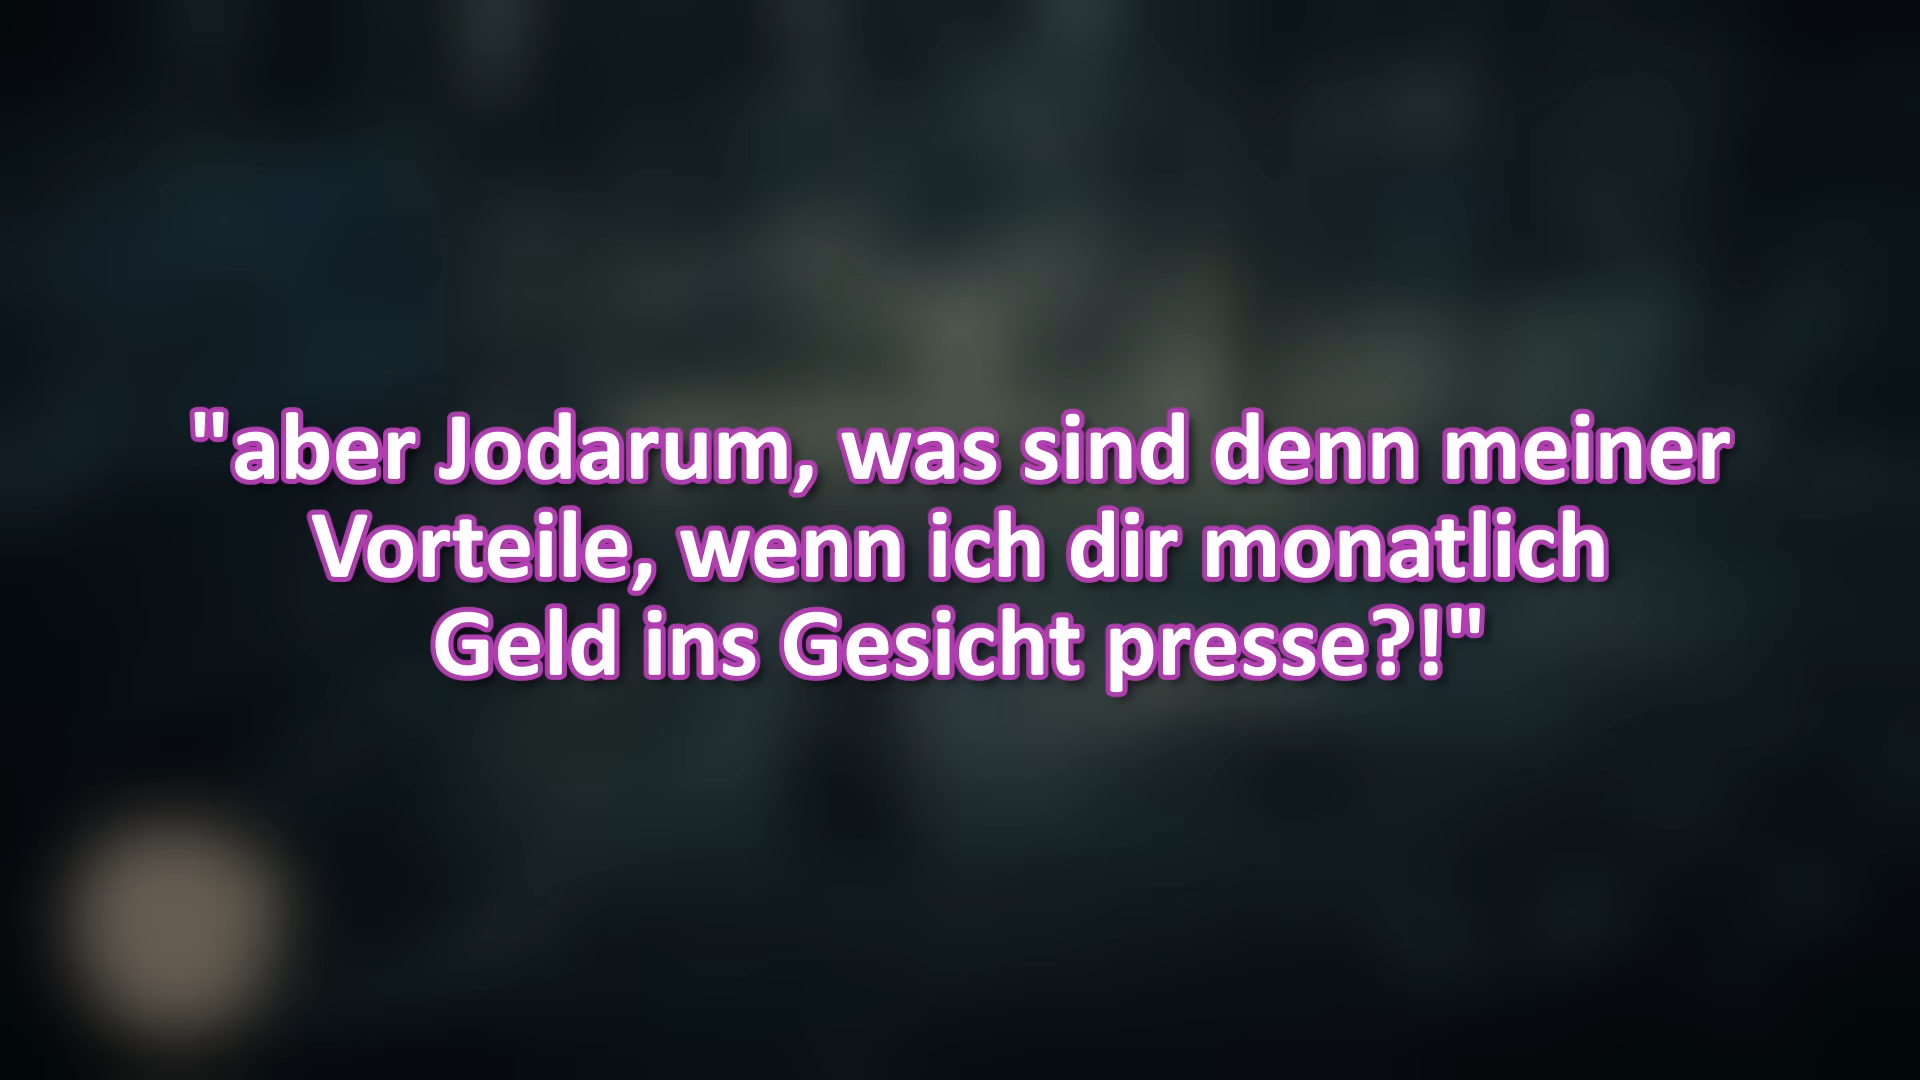 "aber Jodarum, was sind denn meiner
Vorteile, wenn ich dir monatlich
Geld ins Gesicht presse?!"